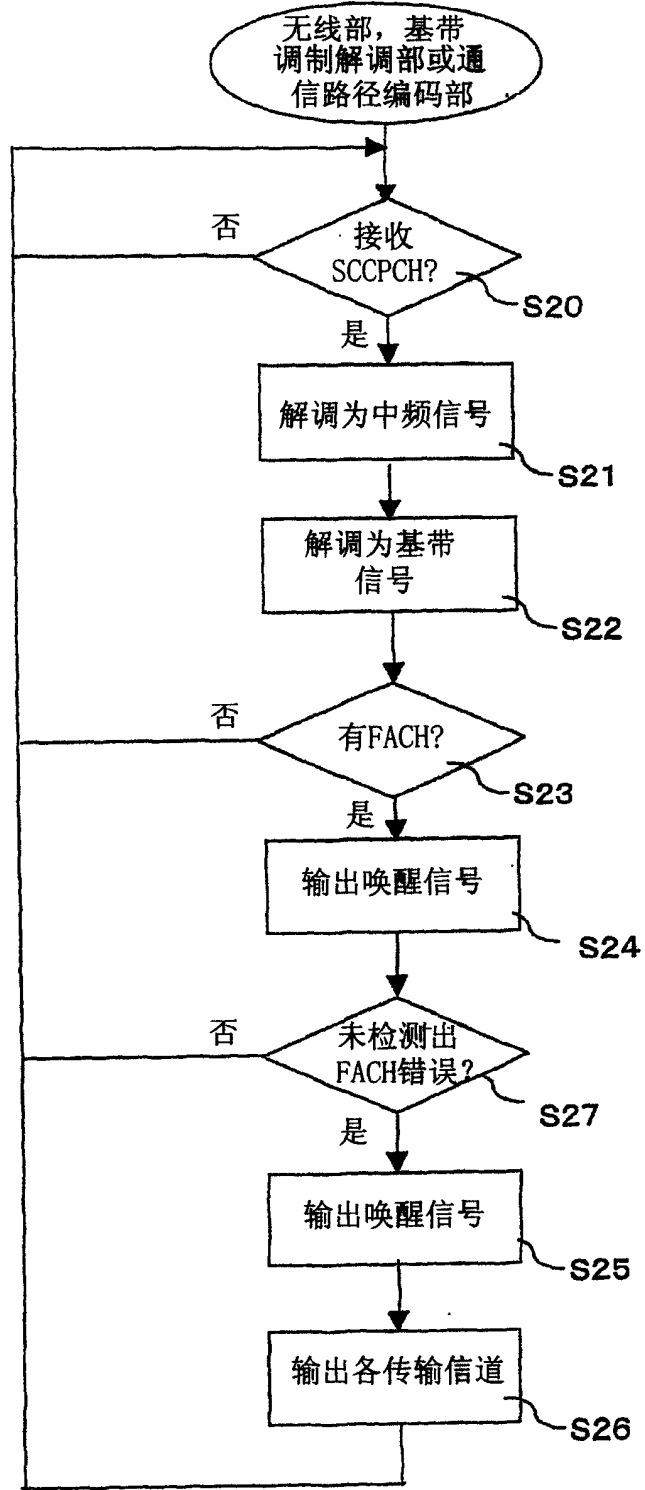 无线部，基带
调制解调部或通
信路径编码部
否
接收
SCCPCH?
S20
是
解调为中频信号
S21
解调为基带
信号
S22
否
有FACH?
S23
是
输出唤醒信号
S24
否
未检测出
FACH错误?
S27
是
输出唤醒信号
S25
输出各传输信道
S26